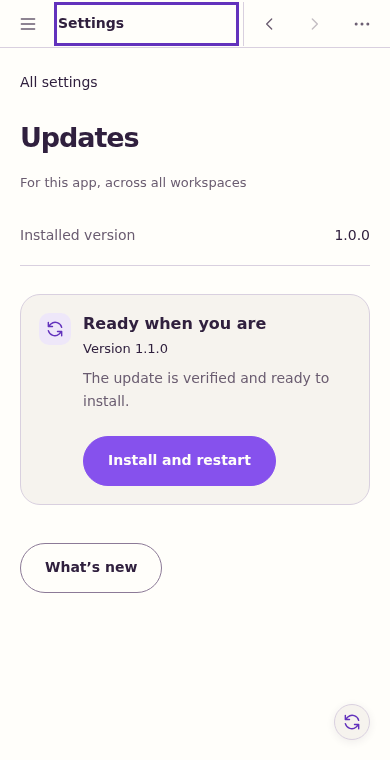 Settings
All settings
Updates
For this app, across all workspaces
Installed version 1.0.0
Ready when you are
Version 1.1.0
The update is verified and ready to
install.
Install and restart
What’s new